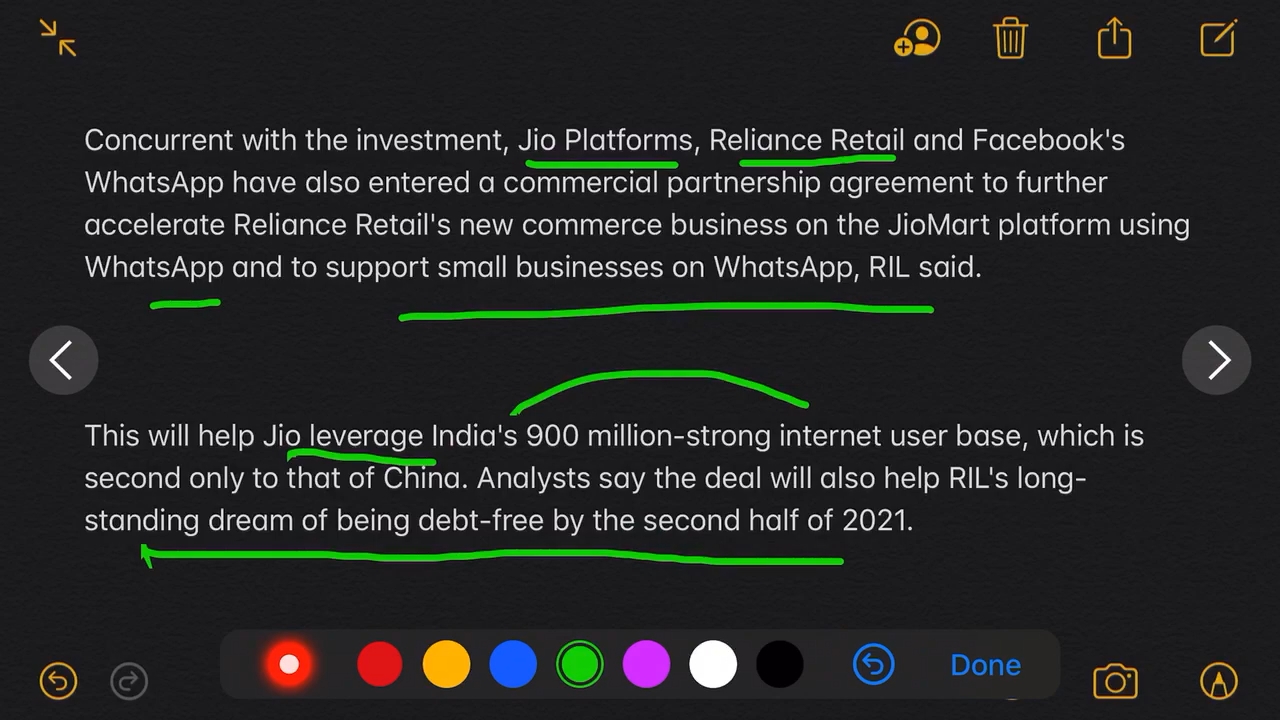 Concurrent with the investment, Jio Platforms, Reliance Retail and Facebook's
WhatsApp have also entered a commercial partnership agreement to further
accelerate Reliance Retail's new commerce business on the JioMart platform using
WhatsApp and to support small businesses on WhatsApp, RIL said.
This will help Jio leverage India's 900 million-strong internet user base, which is
second only to that of China. Analysts say the deal will also help RIL's long-
standing dream of being debt-free by the second half of 2021.
Done